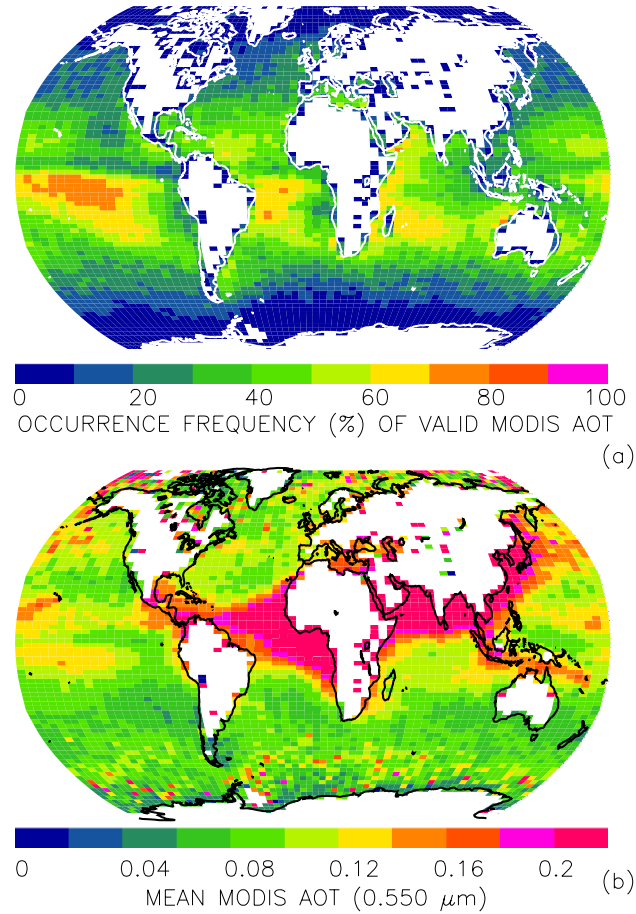 0 20 40 60 80 100
OCCURRENCE FREQUENCY (%) OF VALID MODIS AOT
(a)
0 0.04 0.08 0.12 0.16 0.2
MEAN MODIS AOT (0.550 μm)
(b)